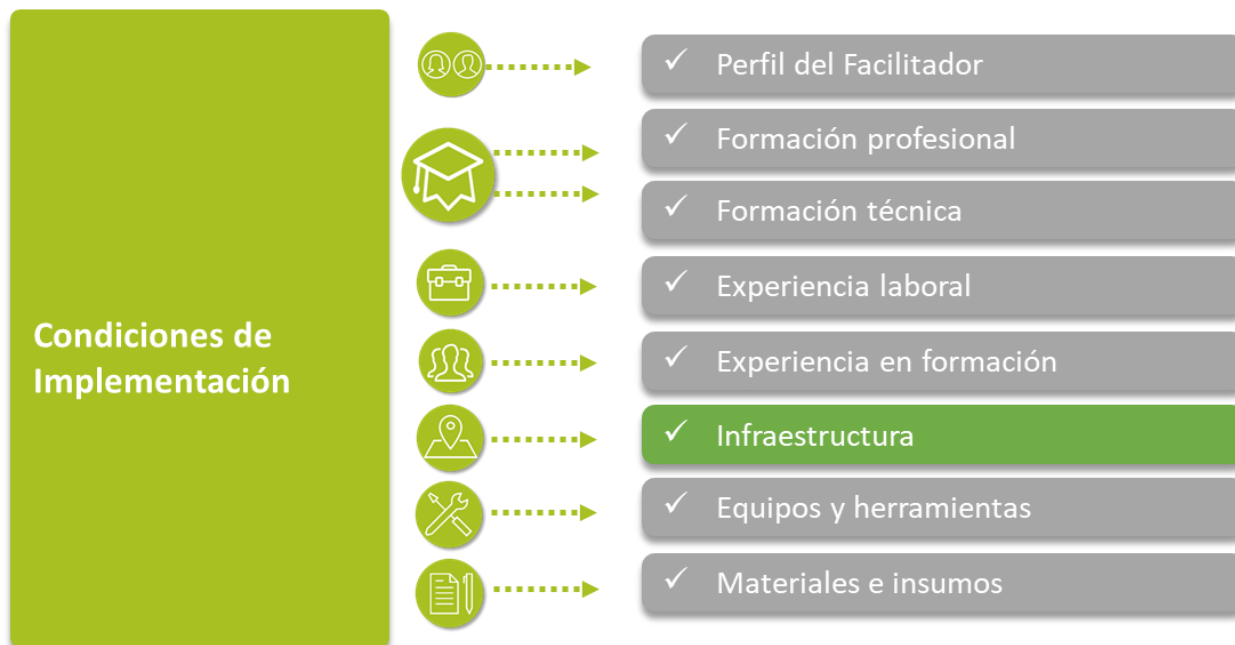 Condiciones de
Implementación
✓ Perfil del Facilitador
✓ Formación profesional
✓ Formación técnica
✓ Experiencia laboral
✓ Experiencia en formación
✓ Infraestructura
✓ Equipos y herramientas
✓ Materiales e insumos